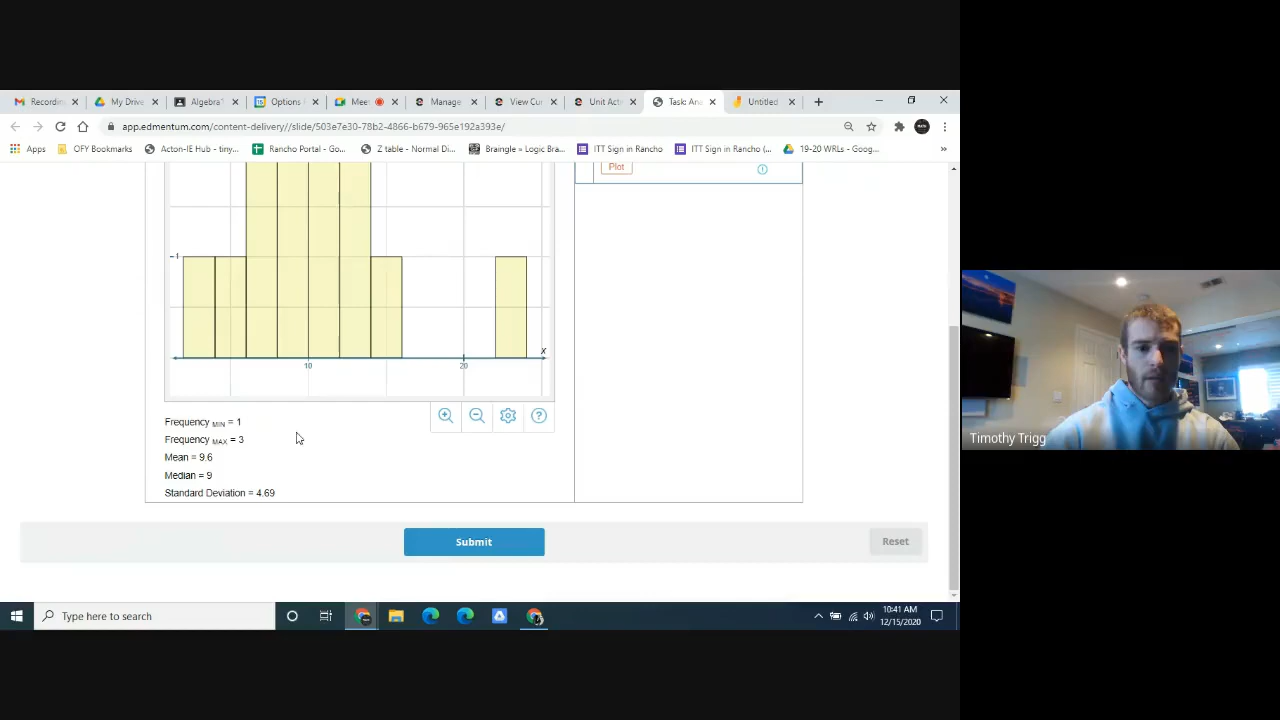 Recordin
My Drive
Algebra
Options
Meet
Manage
View Cur
Unit Acti
Task: Ana
Untitled
app.edmentum.com/content-delivery//slide/503e7e30-78b2-4866-b679-965e192a393e/
Apps
OFY Bookmarks
Acton-IE Hub - tiny...
Rancho Portal - Go...
Z table - Normal Di...
Braingle » Logic Bra...
ITT Sign in Rancho
ITT Sign in Rancho (...
19-20 WRLs - Goog...
»
Plot
1
x
10
20
Frequency MIN = 1
Frequency MAX = 3
Mean = 9.6
Median = 9
Standard Deviation = 4.69
Submit
Reset
Timothy Trigg
Type here to search
10:41 AM
12/15/2020